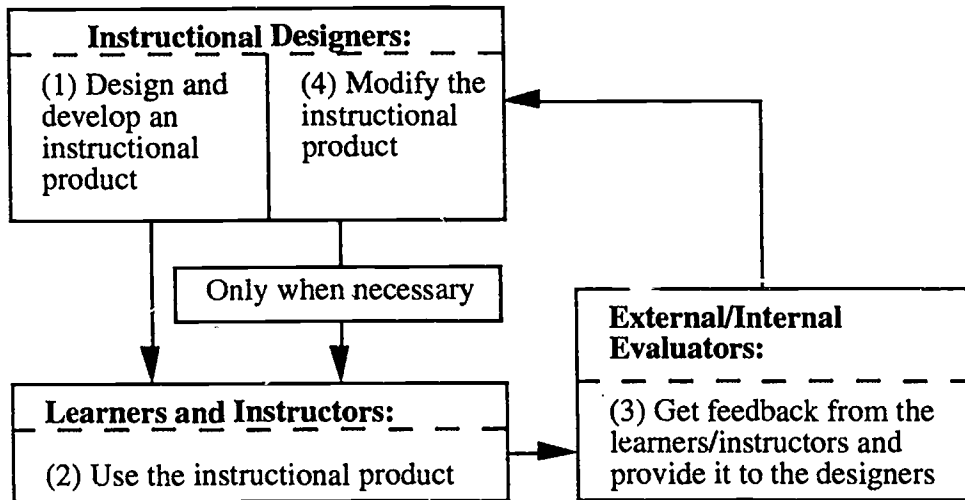 Instructional Designers:
(1) Design and
develop an
instructional
product
(4) Modify the
instructional
product
Only when necessary
External/Internal
Evaluators:
(3) Get feedback from the
learners/instructors and
provide it to the designers
Learners and Instructors:
(2) Use the instructional product